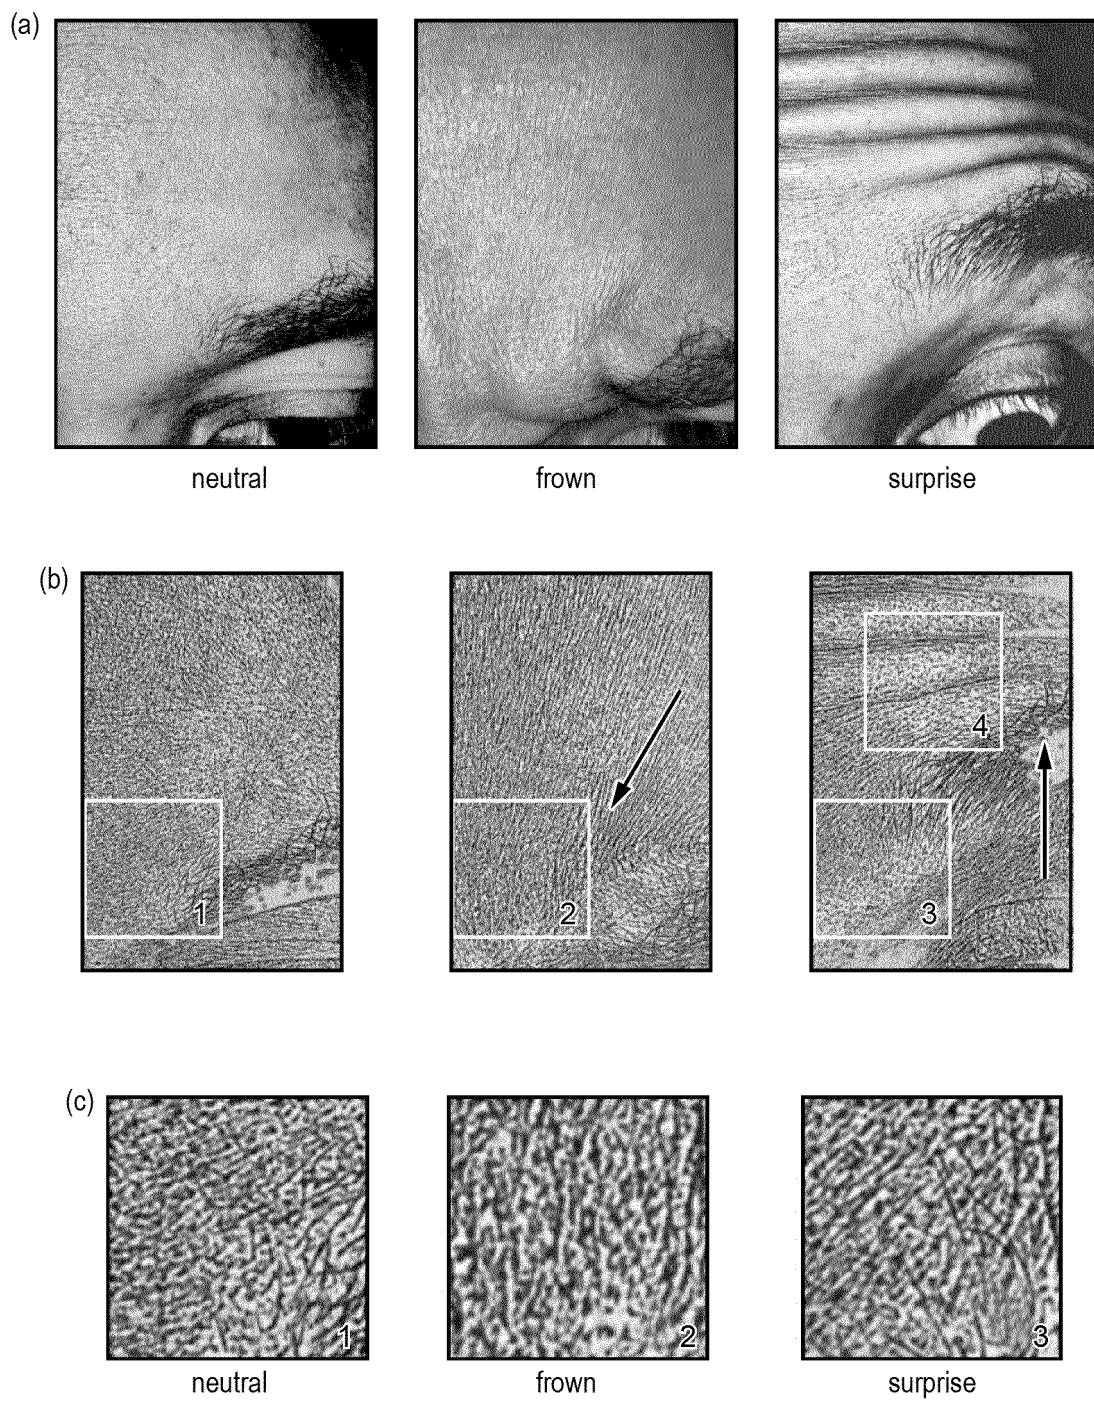 (a)
neutral frown surprise
(b)
1 2 3 4
(c)
1 2 3
neutral frown surprise